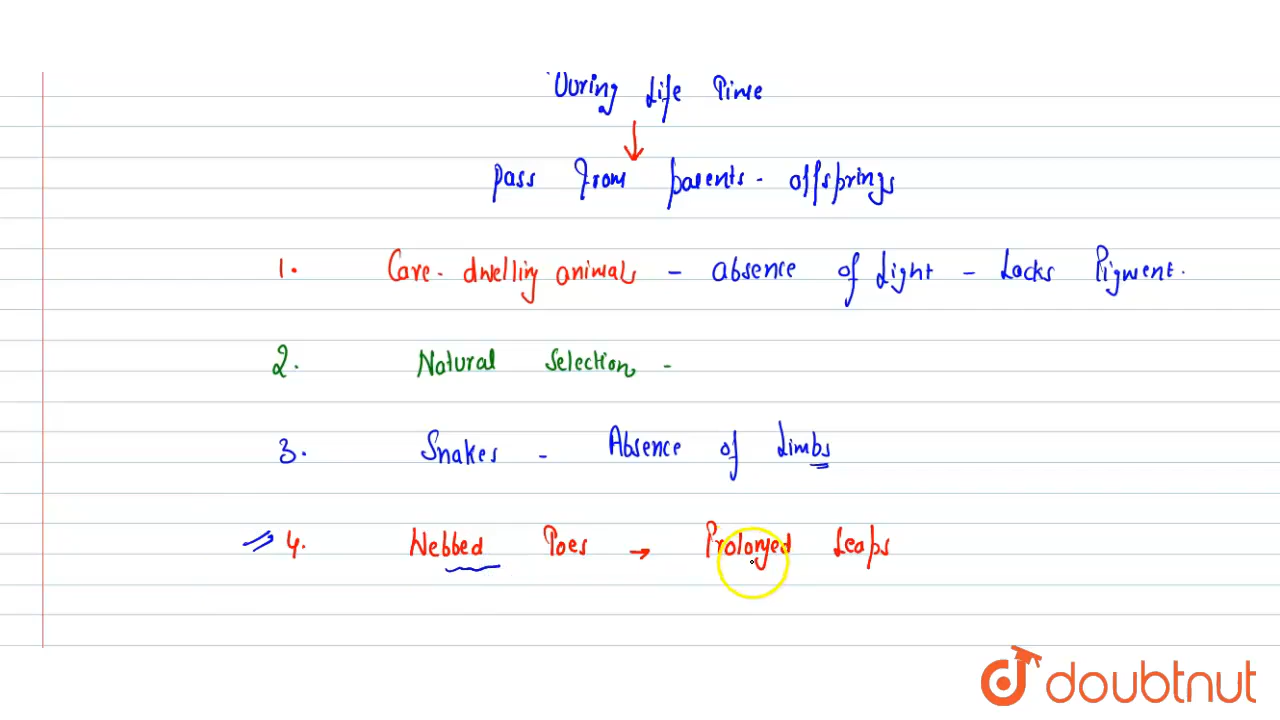 During Life Time
Pass from parents - offsprings
1. Cave-dwelling animals - absence of Light - Lacks Pigment.
2. Natural Selection -
3. Snakes - Absence of Limbs
4. Webbed Toes → Prolonged Leaps
doubtnut